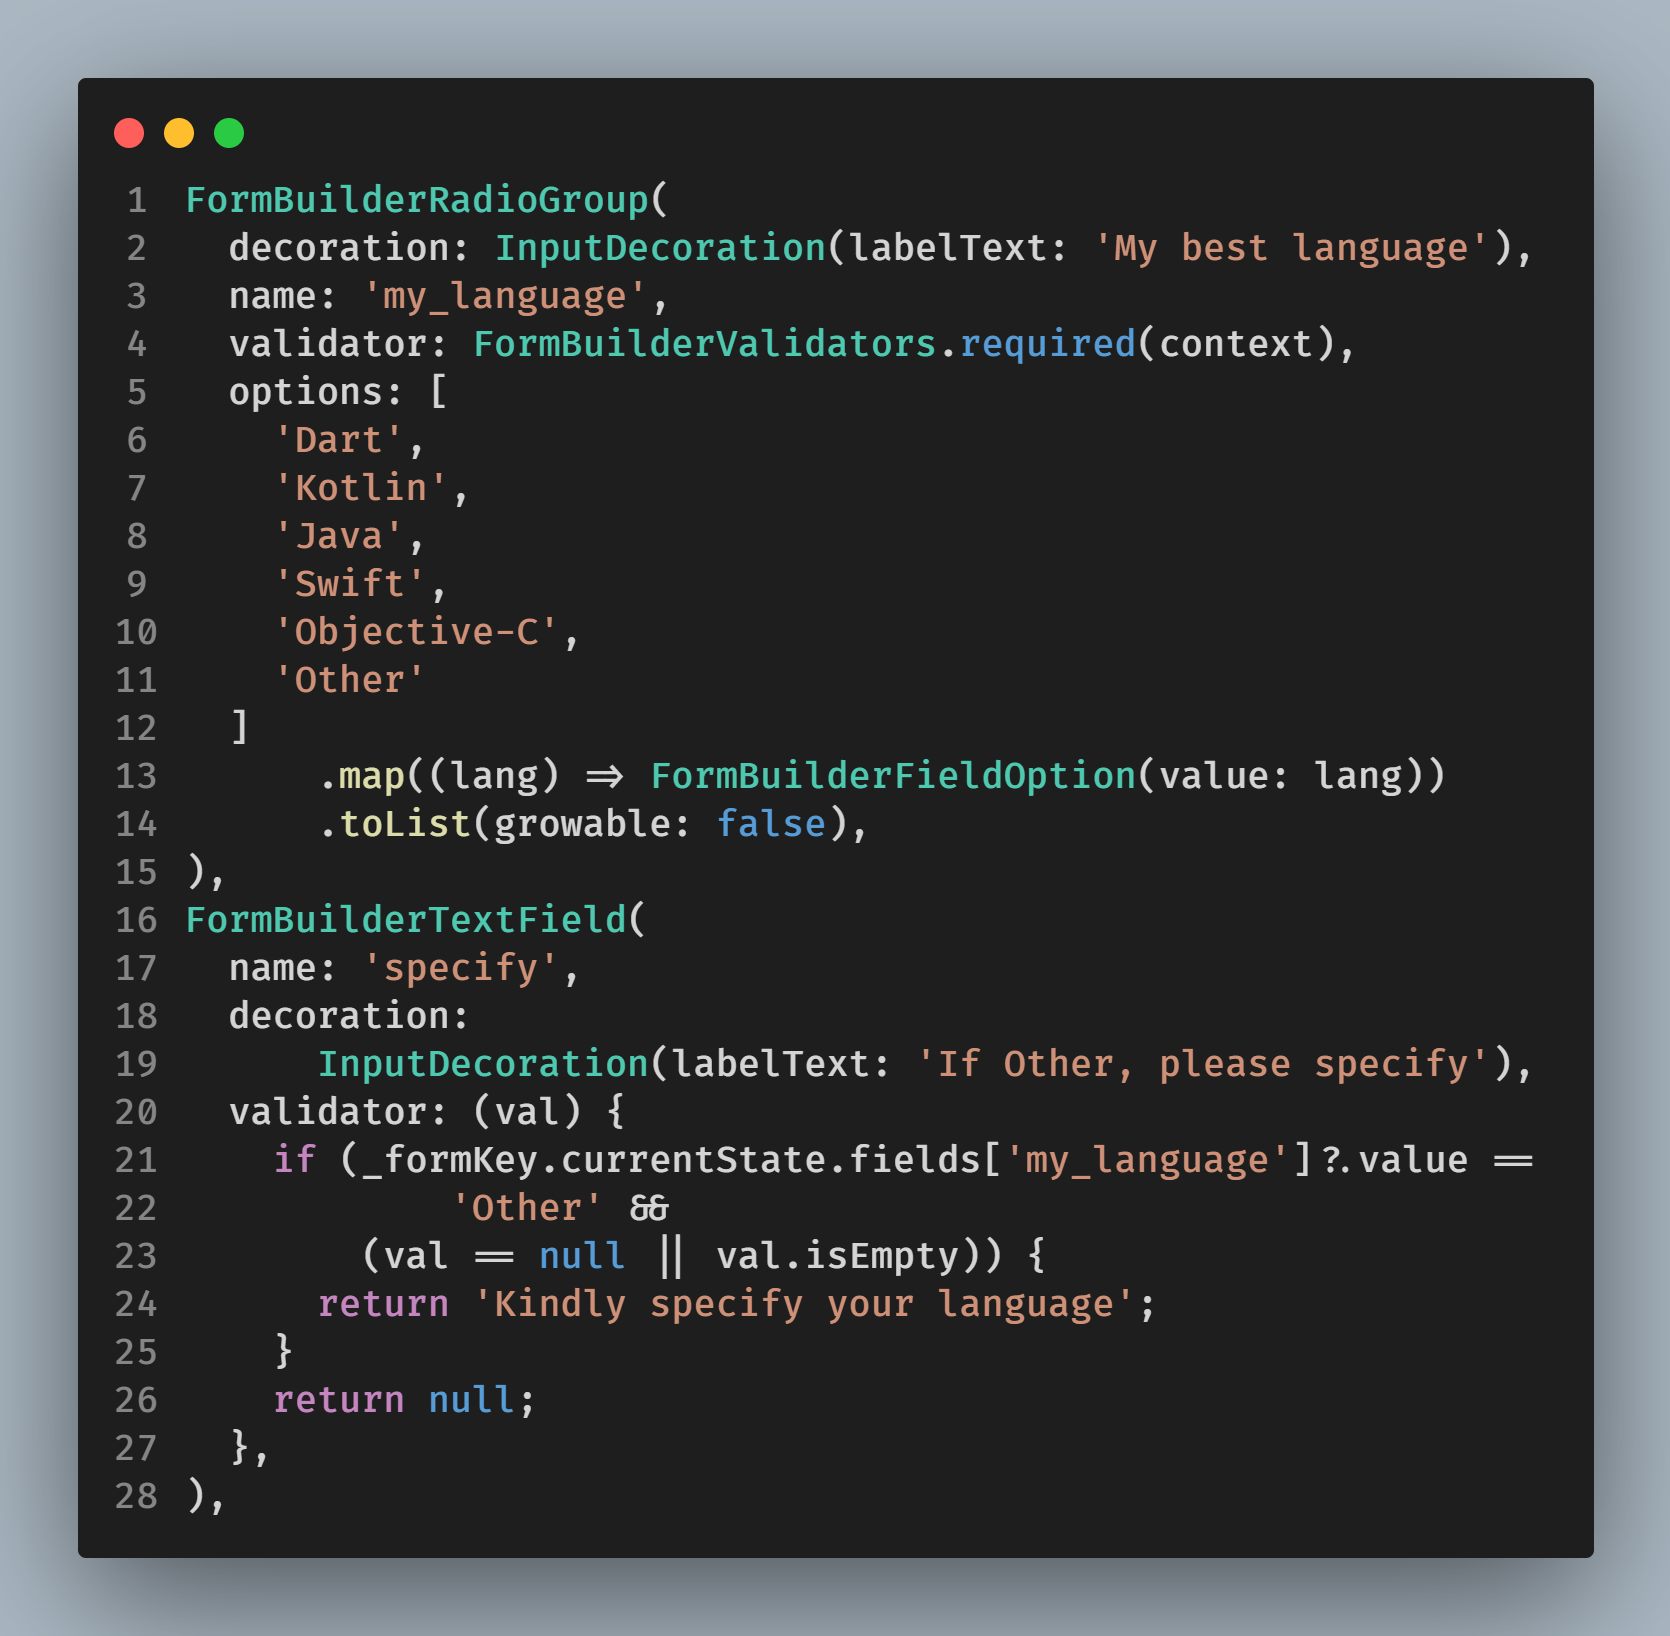 1 FormBuilderRadioGroup(
2   decoration: InputDecoration(labelText: 'My best language'),
3   name: 'my_language',
4   validator: FormBuilderValidators.required(context),
5   options: [
6     'Dart',
7     'Kotlin',
8     'Java',
9     'Swift',
10     'Objective-C',
11     'Other'
12   ]
13       .map((lang) => FormBuilderFieldOption(value: lang))
14       .toList(growable: false),
15 ),
16 FormBuilderTextField(
17   name: 'specify',
18   decoration:
19       InputDecoration(labelText: 'If Other, please specify'),
20   validator: (val) {
21     if (_formKey.currentState.fields['my_language']?.value ==
22             'Other' &&
23         (val == null || val.isEmpty)) {
24       return 'Kindly specify your language';
25     }
26     return null;
27   },
28 ),